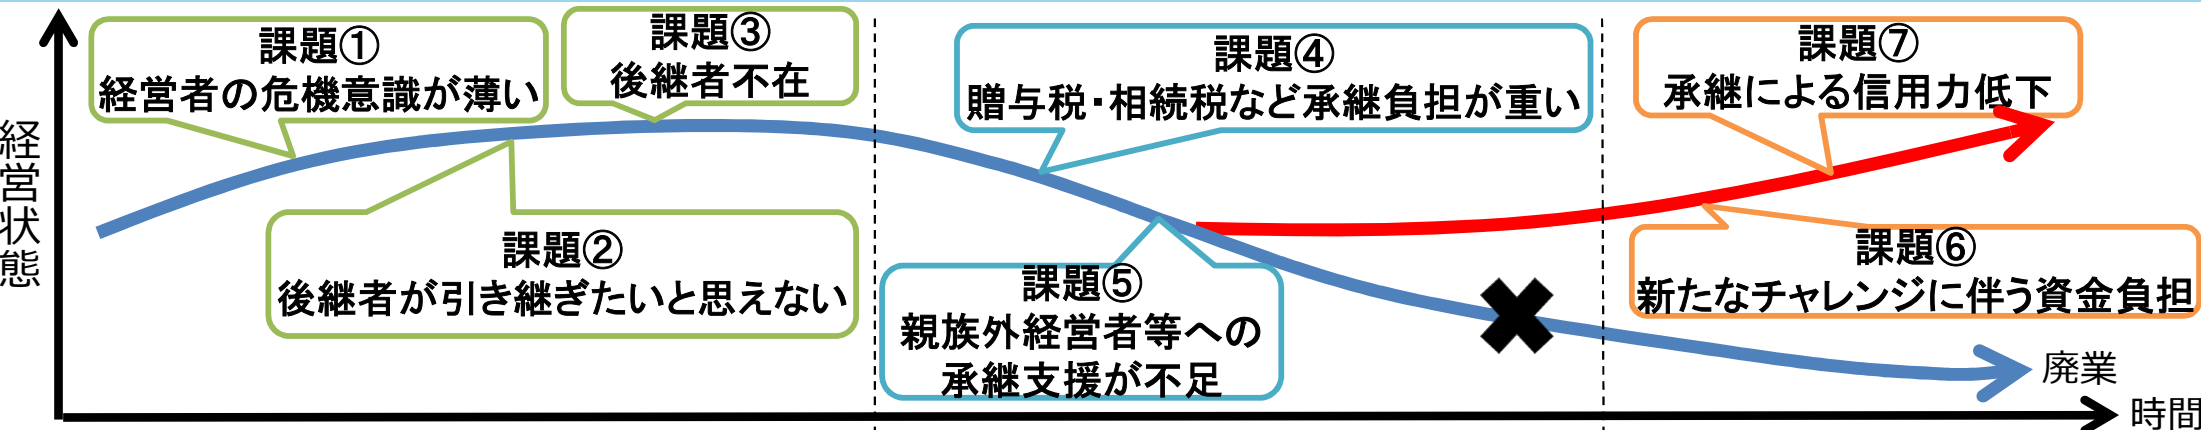 経営状態
課題①
経営者の危機意識が薄い
課題②
後継者が引き継ぎたいと思えない
課題③
後継者不在
課題④
贈与税・相続税など承継負担が重い
課題⑤
親族外経営者等への
承継支援が不足
課題⑦
承継による信用力低下
課題⑥
新たなチャレンジに伴う資金負担
廃業
時間